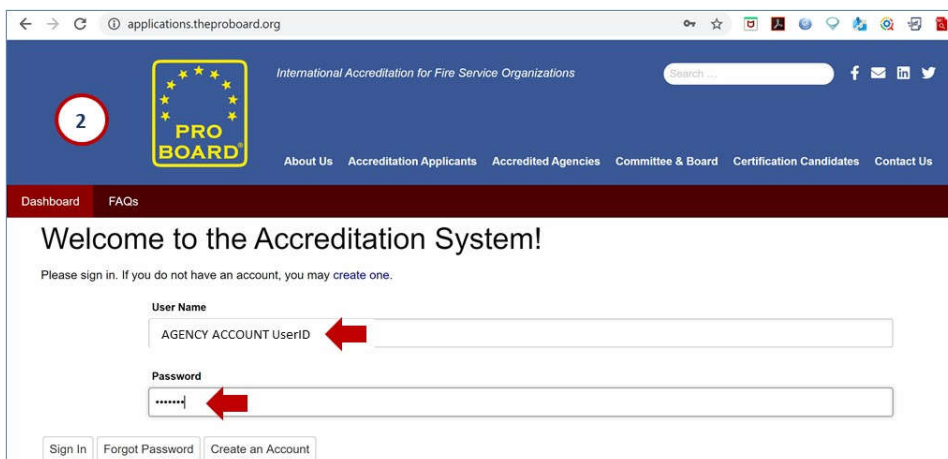 applications.theproboard.org
International Accreditation for Fire Service Organizations
Search ...
2
PRO
BOARD®
About Us Accreditation Applicants Accredited Agencies Committee & Board Certification Candidates Contact Us
Dashboard FAQs
Welcome to the Accreditation System!
Please sign in. If you do not have an account, you may create one.
User Name
AGENCY ACCOUNT UserID
Password
•••••••
Sign In Forgot Password Create an Account